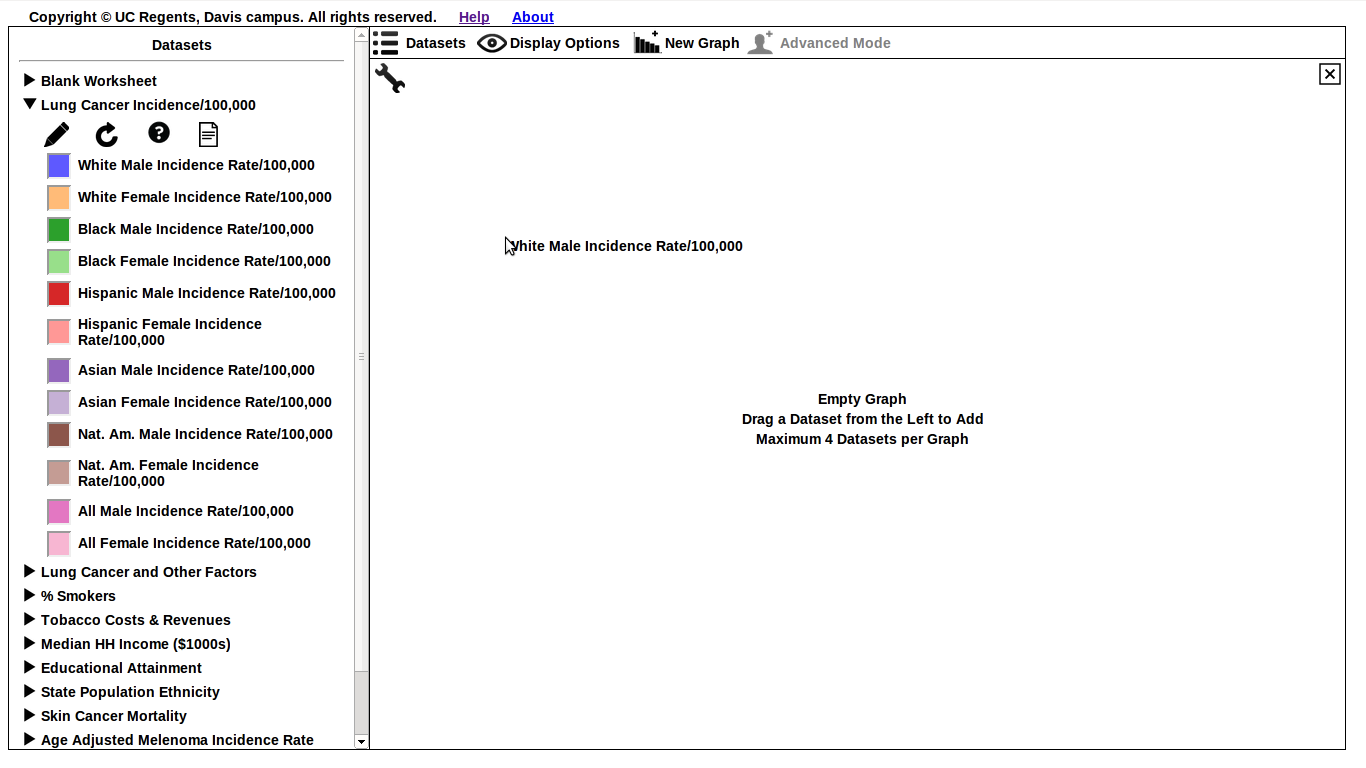 Copyright © UC Regents, Davis campus. All rights reserved. Help About
Datasets
Blank Worksheet
Lung Cancer Incidence/100,000
White Male Incidence Rate/100,000
White Female Incidence Rate/100,000
Black Male Incidence Rate/100,000
Black Female Incidence Rate/100,000
Hispanic Male Incidence Rate/100,000
Hispanic Female Incidence
Rate/100,000
Asian Male Incidence Rate/100,000
Asian Female Incidence Rate/100,000
Nat. Am. Male Incidence Rate/100,000
Nat. Am. Female Incidence
Rate/100,000
All Male Incidence Rate/100,000
All Female Incidence Rate/100,000
Lung Cancer and Other Factors
% Smokers
Tobacco Costs & Revenues
Median HH Income ($1000s)
Educational Attainment
State Population Ethnicity
Skin Cancer Mortality
Age Adjusted Melenoma Incidence Rate
Datasets Display Options New Graph Advanced Mode
White Male Incidence Rate/100,000
Empty Graph
Drag a Dataset from the Left to Add
Maximum 4 Datasets per Graph